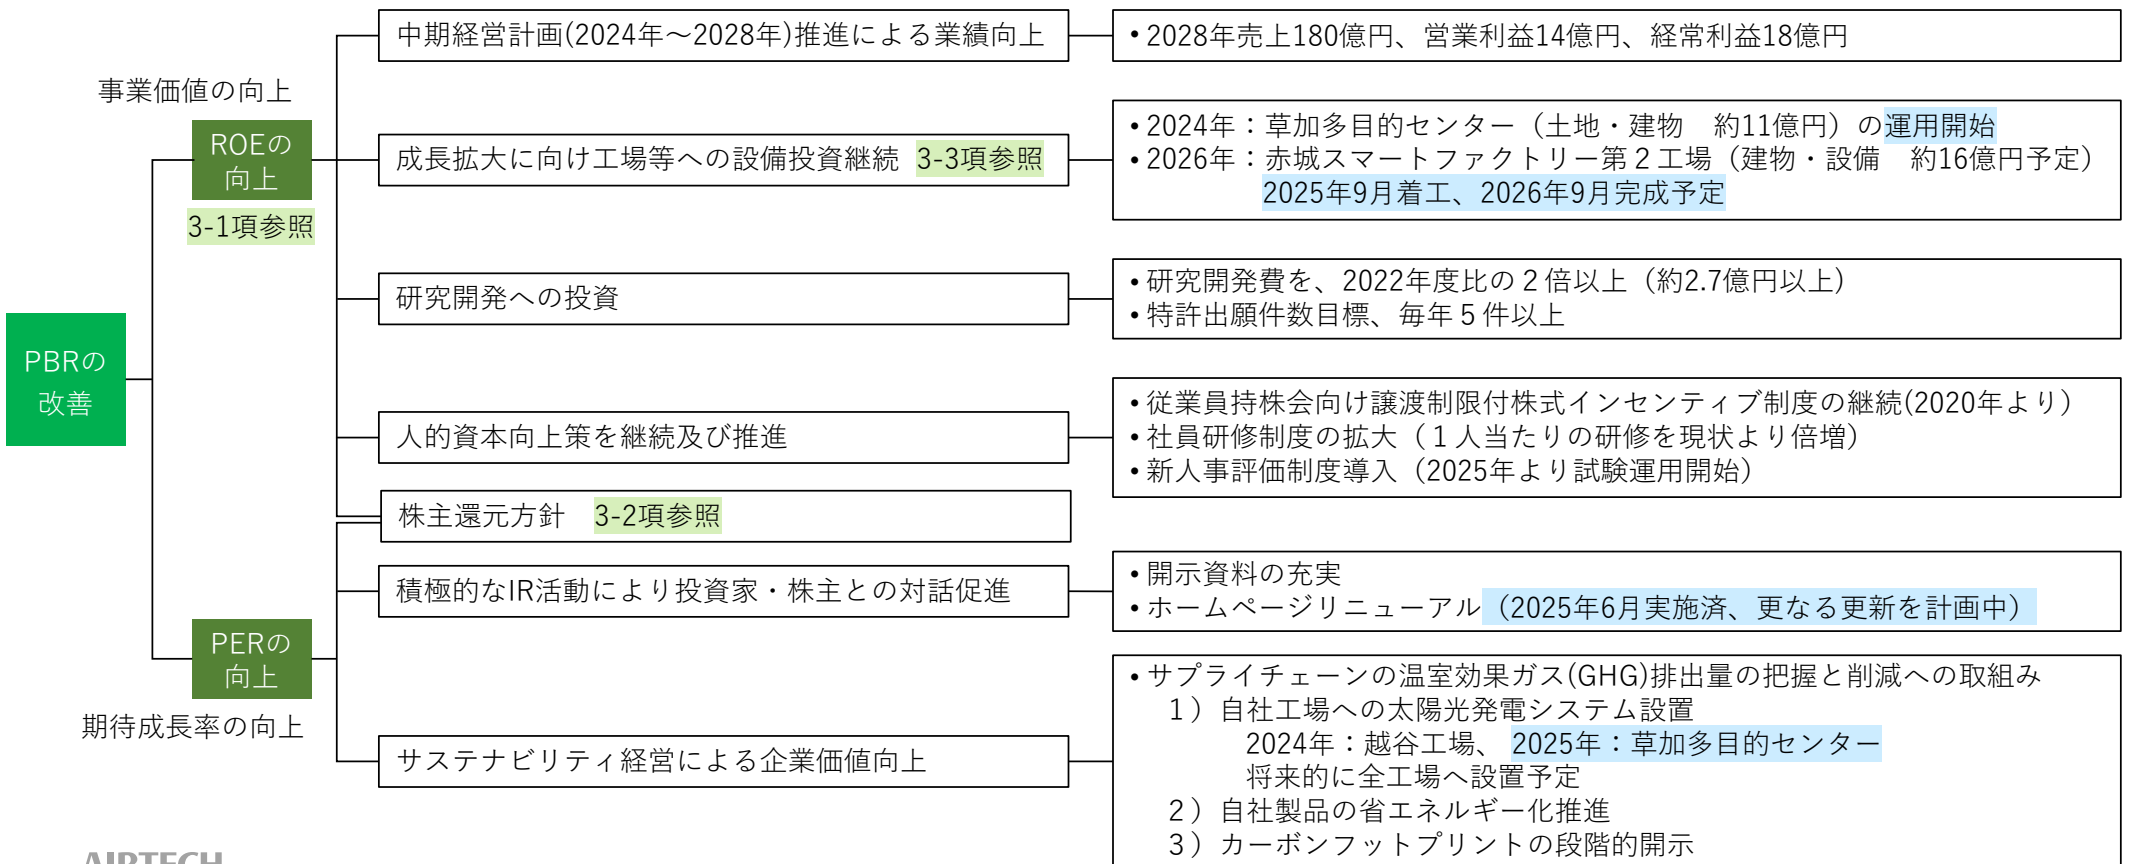 PBRの
改善
事業価値の向上
ROEの
向上
3-1項参照
中期経営計画(2024年～2028年)推進による業績向上
• 2028年売上180億円、営業利益14億円、経常利益18億円
成長拡大に向け工場等への設備投資継続 3-3項参照
• 2024年：草加多目的センター（土地・建物　約11億円）の運用開始
• 2026年：赤城スマートファクトリー第２工場（建物・設備　約16億円予定）
2025年9月着工、2026年9月完成予定
研究開発への投資
• 研究開発費を、2022年度比の２倍以上（約2.7億円以上）
• 特許出願件数目標、毎年５件以上
人的資本向上策を継続及び推進
• 従業員持株会向け譲渡制限付株式インセンティブ制度の継続(2020年より）
• 社員研修制度の拡大（１人当たりの研修を現状より倍増）
• 新人事評価制度導入（2025年より試験運用開始）
株主還元方針　3-2項参照
PERの
向上
期待成長率の向上
積極的なIR活動により投資家・株主との対話促進
• 開示資料の充実
• ホームページリニューアル（2025年6月実施済、更なる更新を計画中）
サステナビリティ経営による企業価値向上
• サプライチェーンの温室効果ガス(GHG)排出量の把握と削減への取組み
１）自社工場への太陽光発電システム設置
2024年：越谷工場、2025年：草加多目的センター
将来的に全工場へ設置予定
２）自社製品の省エネルギー化推進
３）カーボンフットプリントの段階的開示
AIRTECH